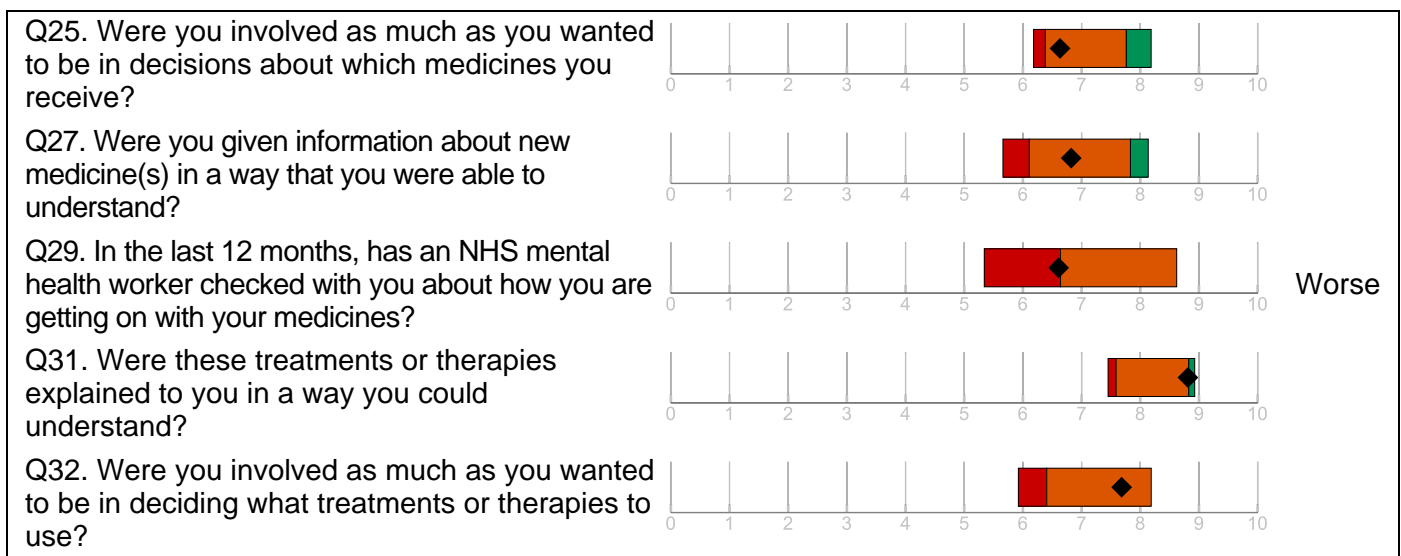 Q25. Were you involved as much as you wanted
to be in decisions about which medicines you
receive?
0 1 2 3 4 5 6 7 8 9 10
Q27. Were you given information about new
medicine(s) in a way that you were able to
understand?
0 1 2 3 4 5 6 7 8 9 10
Q29. In the last 12 months, has an NHS mental
health worker checked with you about how you are
getting on with your medicines?
Worse
0 1 2 3 4 5 6 7 8 9 10
Q31. Were these treatments or therapies
explained to you in a way you could
understand?
0 1 2 3 4 5 6 7 8 9 10
Q32. Were you involved as much as you wanted
to be in deciding what treatments or therapies to
use?
0 1 2 3 4 5 6 7 8 9 10